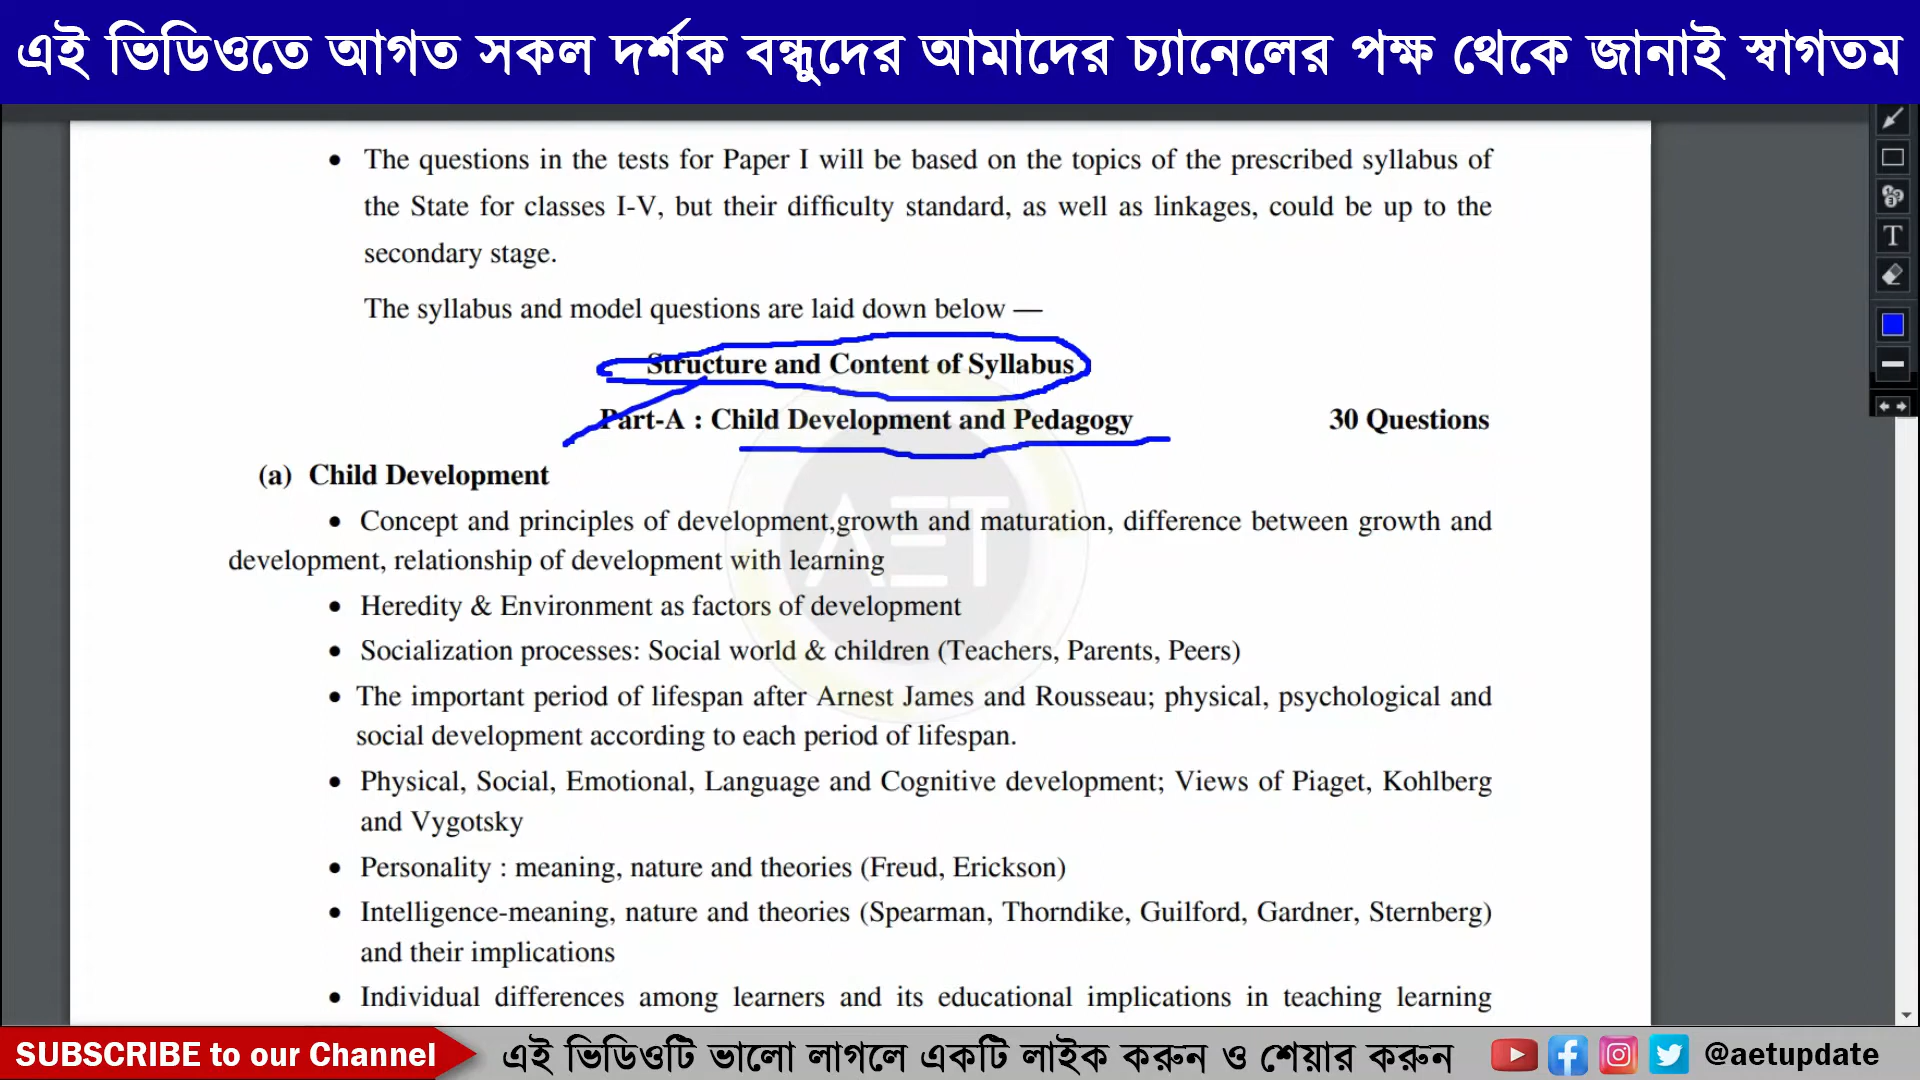 এই ভিডিওতে আগত সকল দর্শক বন্ধুদের আমাদের চ্যানেলের পক্ষ থেকে জানাই স্বাগতম
• The questions in the tests for Paper I will be based on the topics of the prescribed syllabus of
the State for classes I-V, but their difficulty standard, as well as linkages, could be up to the
secondary stage.
The syllabus and model questions are laid down below —
Structure and Content of Syllabus
Part-A : Child Development and Pedagogy 30 Questions
(a) Child Development
• Concept and principles of development,growth and maturation, difference between growth and
development, relationship of development with learning
• Heredity & Environment as factors of development
• Socialization processes: Social world & children (Teachers, Parents, Peers)
• The important period of lifespan after Arnest James and Rousseau; physical, psychological and
social development according to each period of lifespan.
• Physical, Social, Emotional, Language and Cognitive development; Views of Piaget, Kohlberg
and Vygotsky
• Personality : meaning, nature and theories (Freud, Erickson)
• Intelligence-meaning, nature and theories (Spearman, Thorndike, Guilford, Gardner, Sternberg)
and their implications
• Individual differences among learners and its educational implications in teaching learning
AET
SUBSCRIBE to our Channel এই ভিডিওটি ভালো লাগলে একটি লাইক করুন ও শেয়ার করুন @aetupdate